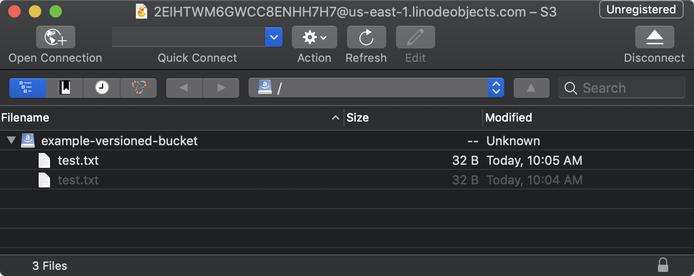 2EIHTWM6GWCC8ENHH7H7@us-east-1.linodeobjects.com – S3
Unregistered
Open Connection
Quick Connect
Action
Refresh
Edit
Disconnect
/
Search
Filename
Size
Modified
example-versioned-bucket
--
Unknown
test.txt
32 B
Today, 10:05 AM
test.txt
32 B
Today, 10:04 AM
3 Files